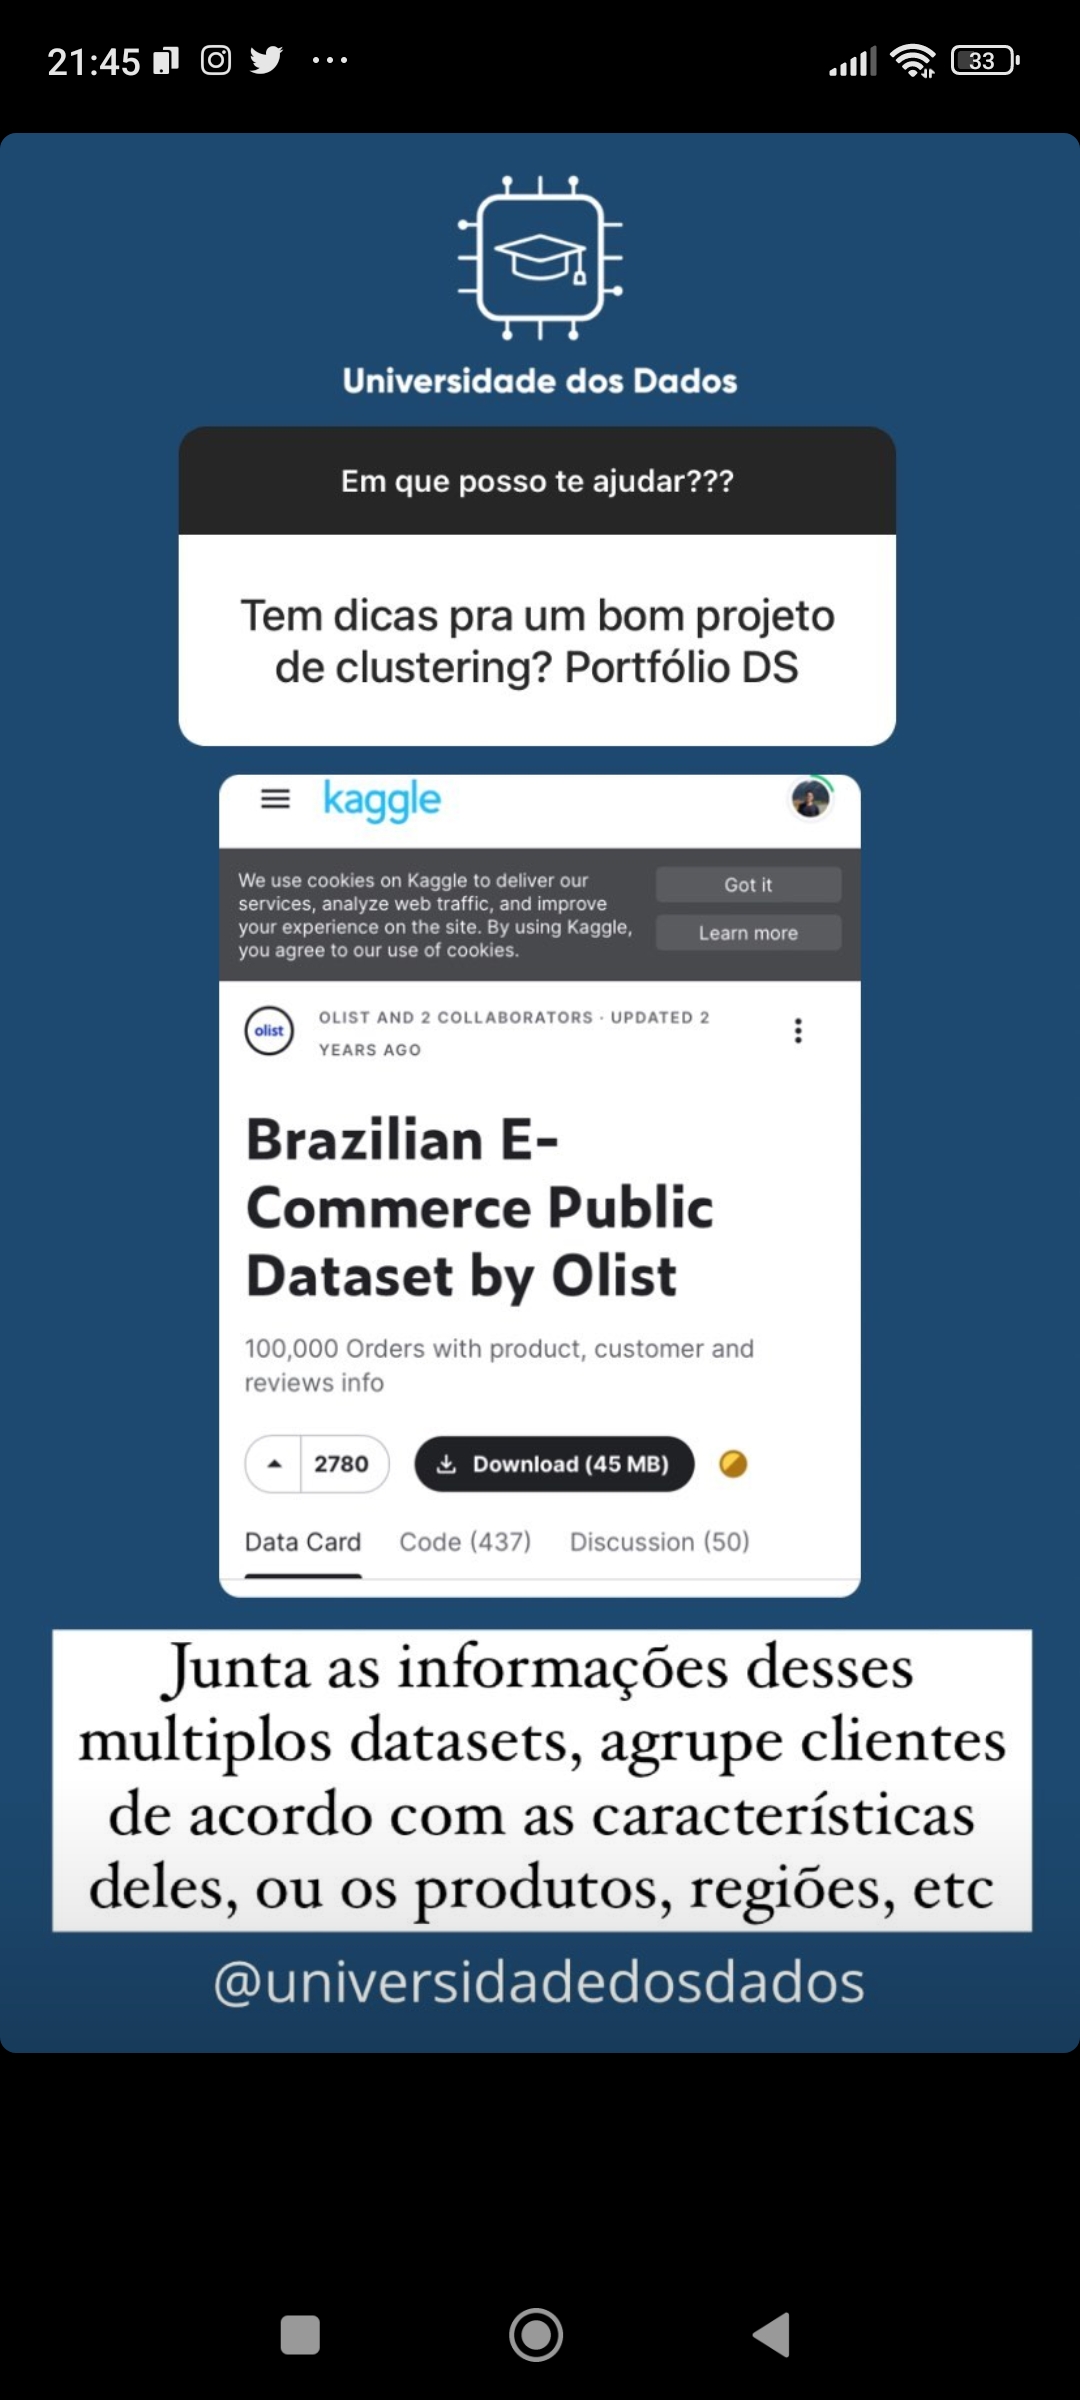 21:45
33
Universidade dos Dados
Em que posso te ajudar???
Tem dicas pra um bom projeto
de clustering? Portfólio DS
kaggle
We use cookies on Kaggle to deliver our
services, analyze web traffic, and improve
your experience on the site. By using Kaggle,
you agree to our use of cookies.
Got it
Learn more
olist
OLIST AND 2 COLLABORATORS · UPDATED 2
YEARS AGO
Brazilian E-
Commerce Public
Dataset by Olist
100,000 Orders with product, customer and
reviews info
2780
Download (45 MB)
Data Card
Code (437)
Discussion (50)
Junta as informações desses
multiplos datasets, agrupe clientes
de acordo com as características
deles, ou os produtos, regiões, etc
@universidadedosdados